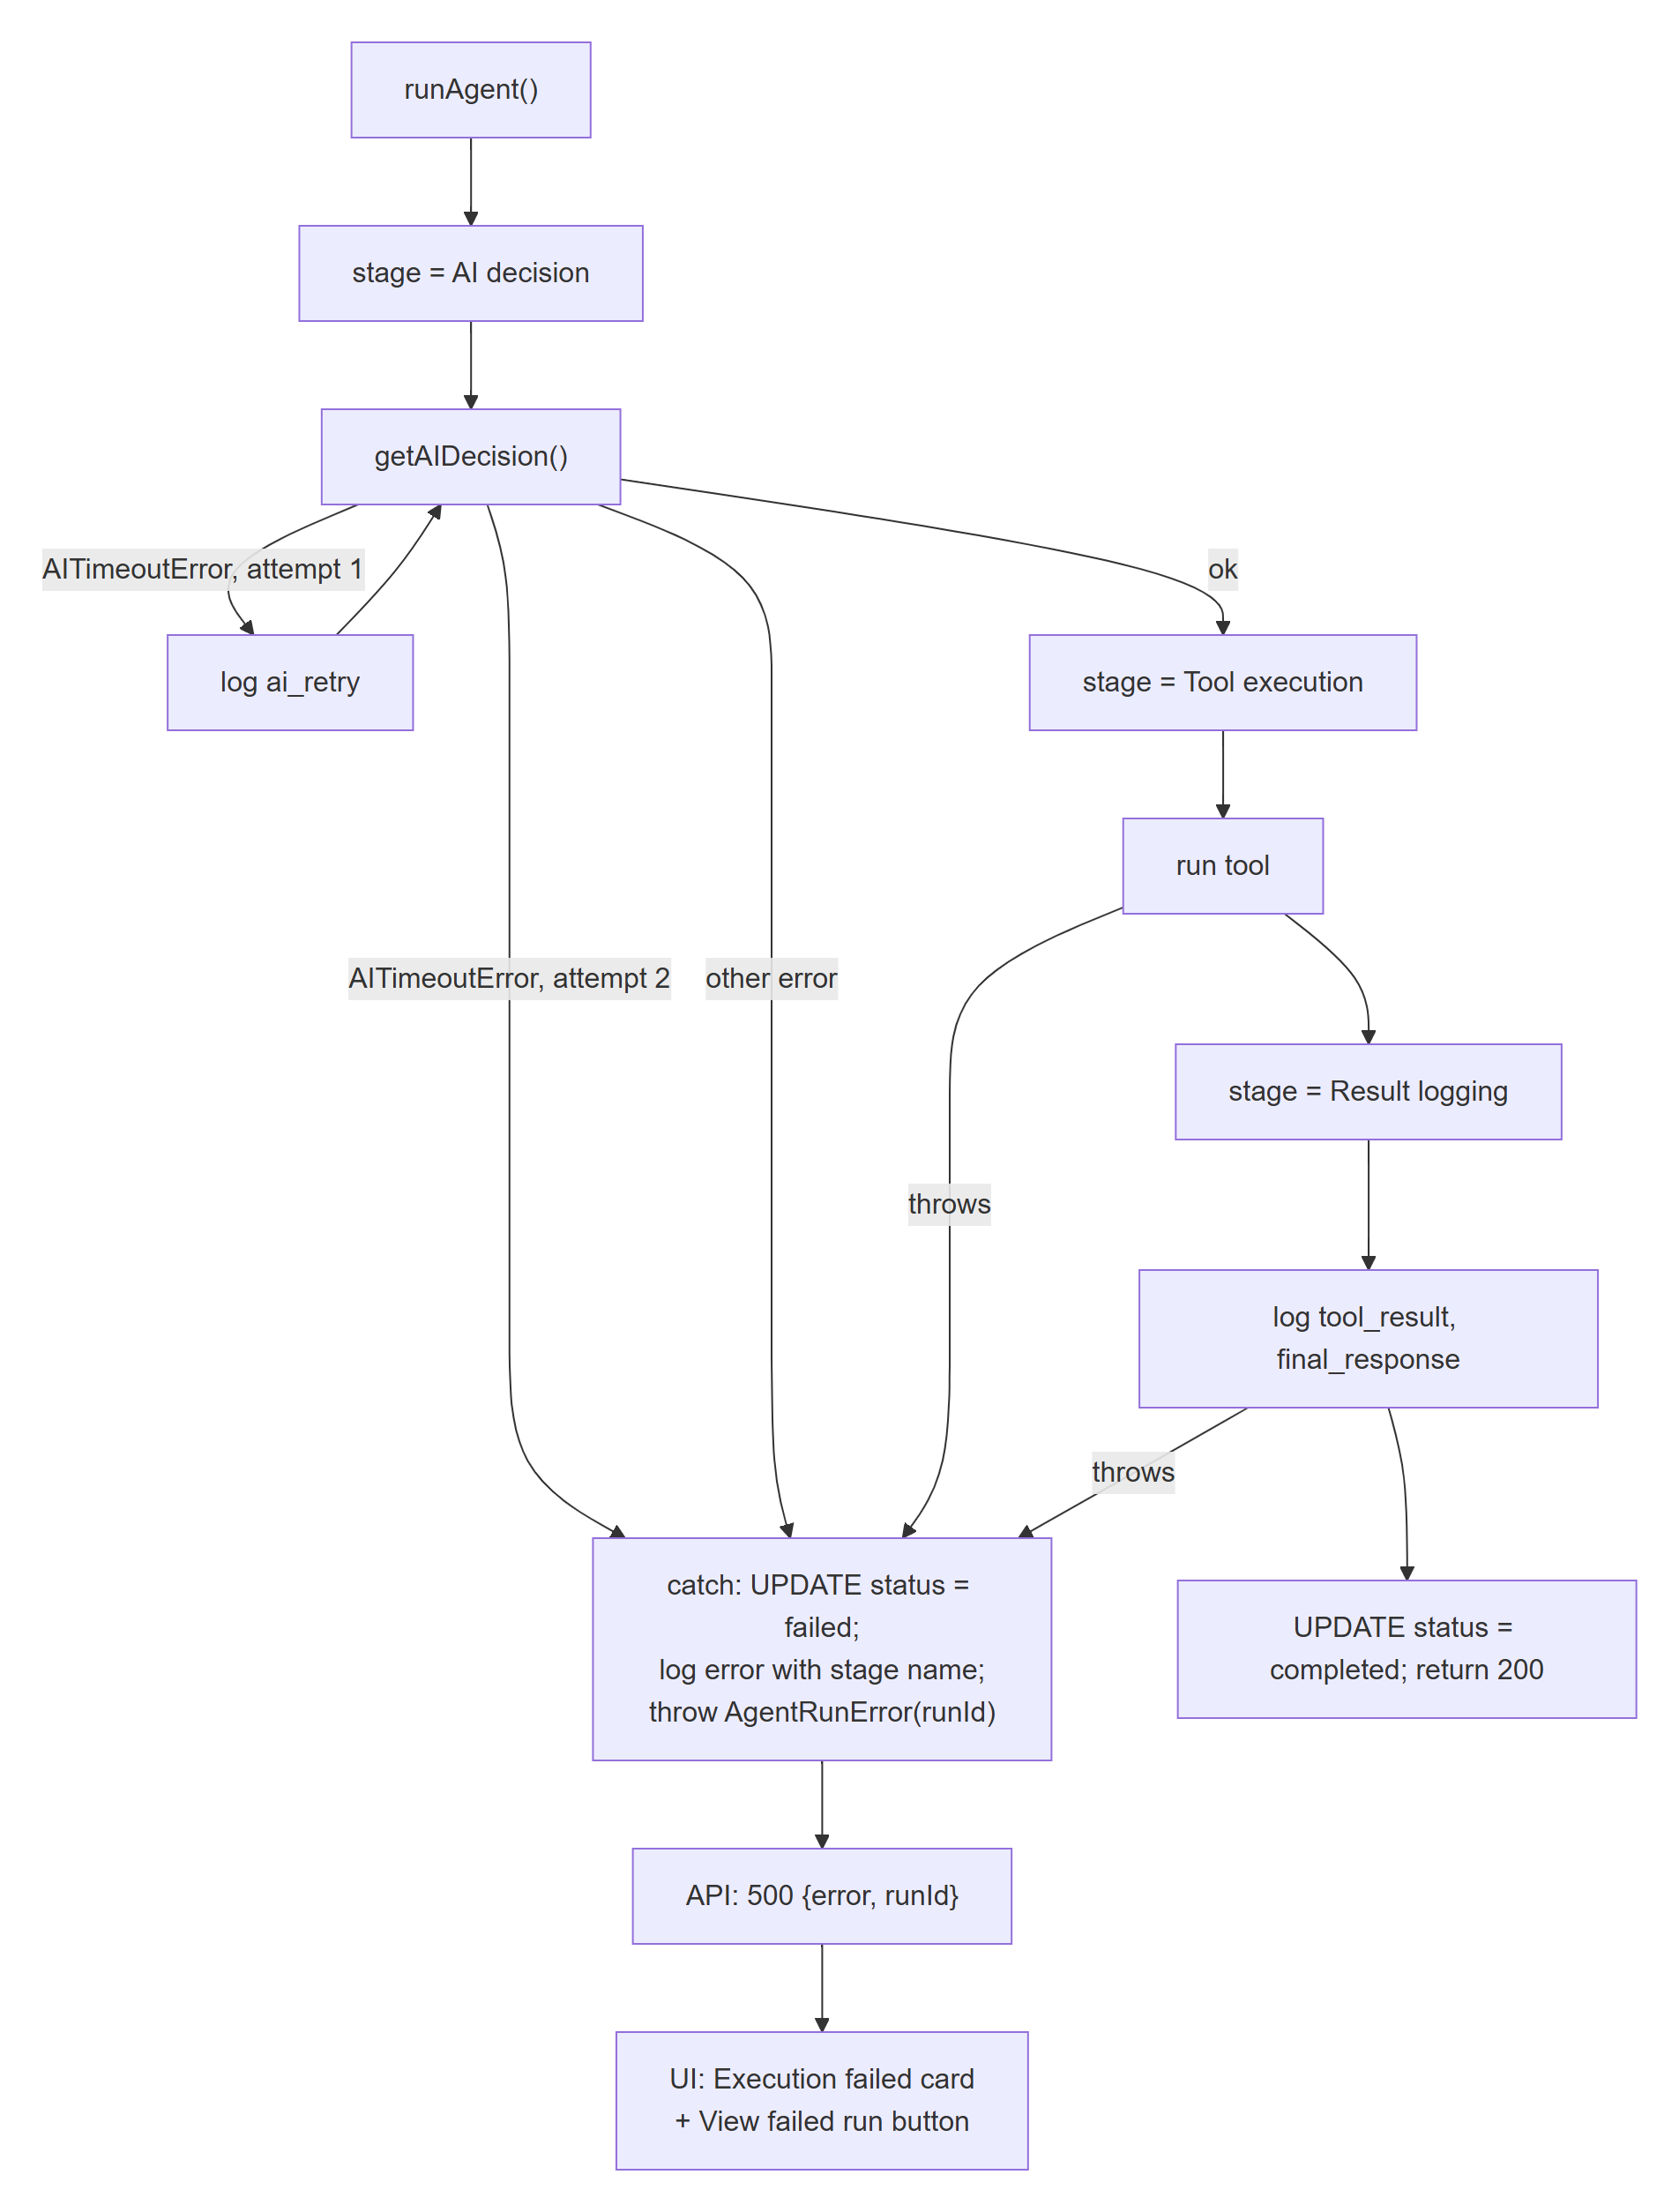 runAgent()
stage = AI decision
getAIDecision()
AITimeoutError, attempt 1
ok
log ai_retry
stage = Tool execution
run tool
AITimeoutError, attempt 2
other error
stage = Result logging
throws
log tool_result,
final_response
throws
catch: UPDATE status =
failed;
log error with stage name;
throw AgentRunError(runId)
UPDATE status =
completed; return 200
API: 500 {error, runId}
UI: Execution failed card
+ View failed run button